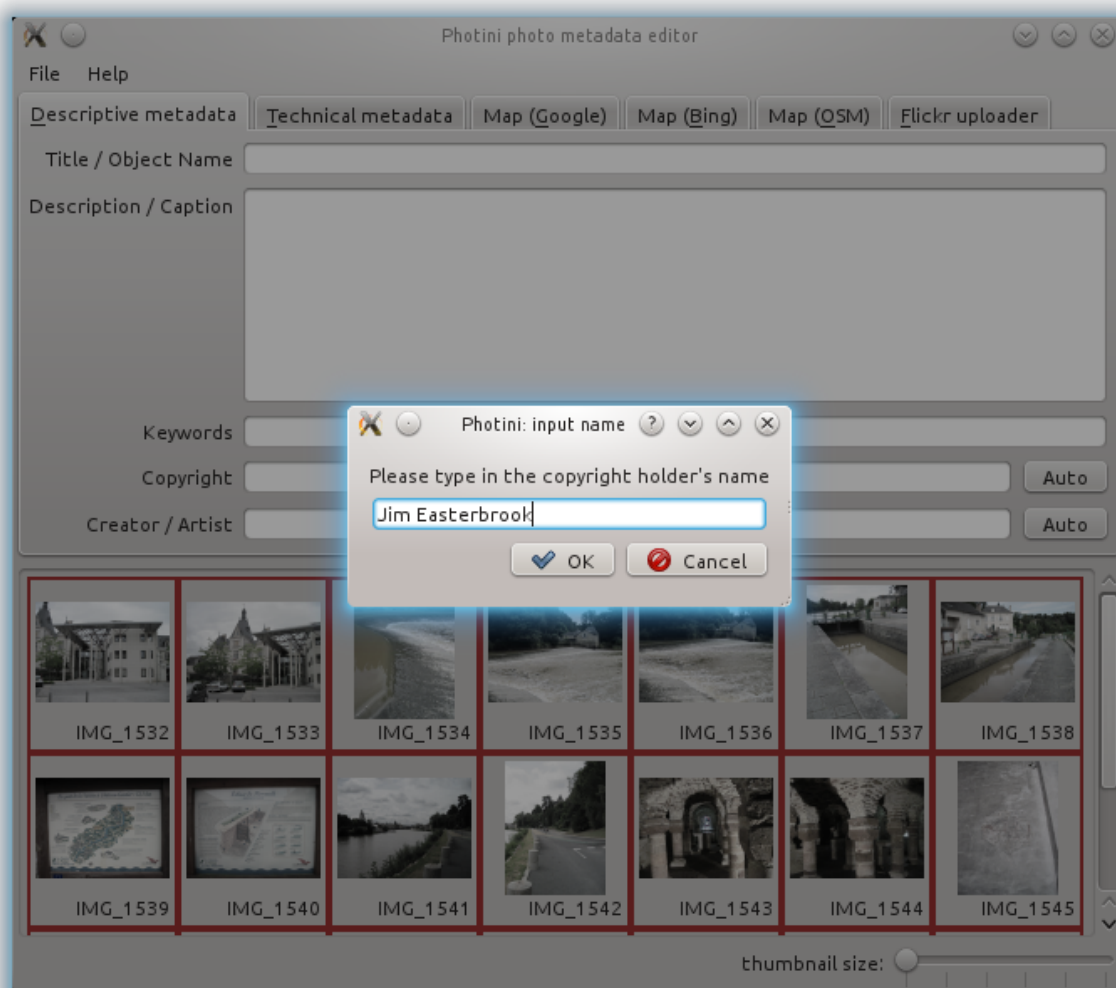 Photini photo metadata editor
File Help
Descriptive metadata Technical metadata Map (Google) Map (Bing) Map (OSM) Flickr uploader
Title / Object Name
Description / Caption
Keywords
Photini: input name ?
Please type in the copyright holder's name
Jim Easterbrook
OK Cancel
Copyright Auto
Creator / Artist Auto
IMG_1532 IMG_1533 IMG_1534 IMG_1535 IMG_1536 IMG_1537 IMG_1538
IMG_1539 IMG_1540 IMG_1541 IMG_1542 IMG_1543 IMG_1544 IMG_1545
thumbnail size: